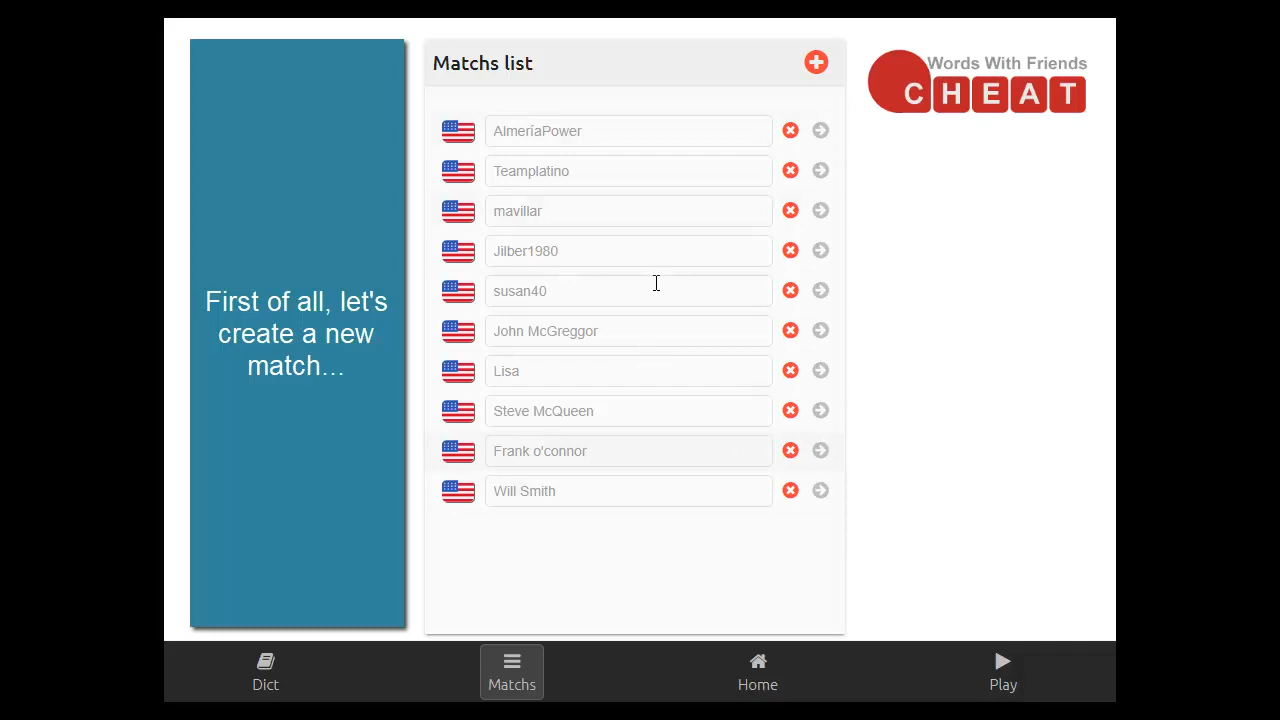 First of all, let's
create a new
match...
Matchs list
AlmeríaPower
Teamplatino
mavillar
Jilber1980
susan40
John McGreggor
Lisa
Steve McQueen
Frank o'connor
Will Smith
Words With Friends
CHEAT
Dict
Matchs
Home
Play